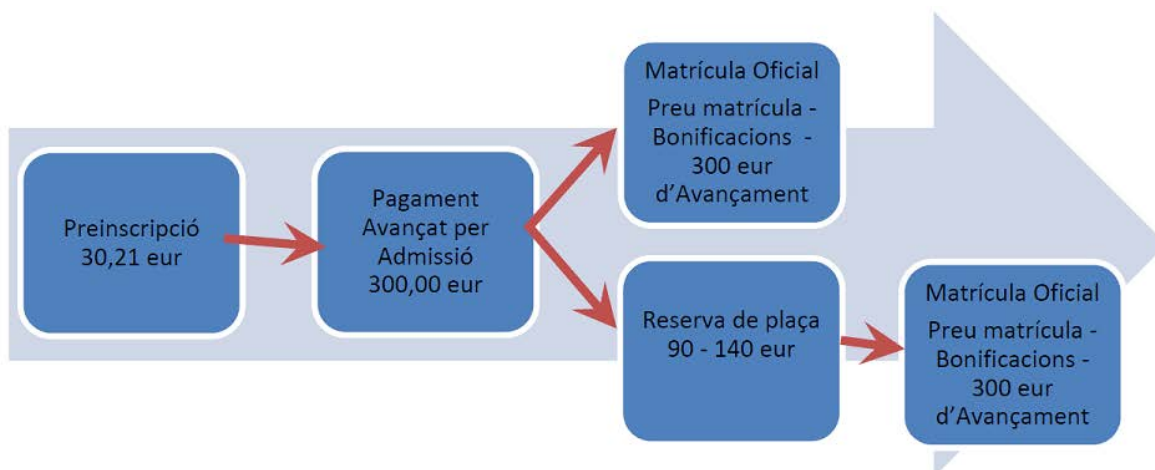 Preinscripció
30,21 eur
Pagament
Avançat per
Admissió
300,00 eur
Matrícula Oficial
Preu matrícula -
Bonificacions -
300 eur
d'Avançament
Reserva de plaça
90 - 140 eur
Matrícula Oficial
Preu matrícula -
Bonificacions -
300 eur
d'Avançament